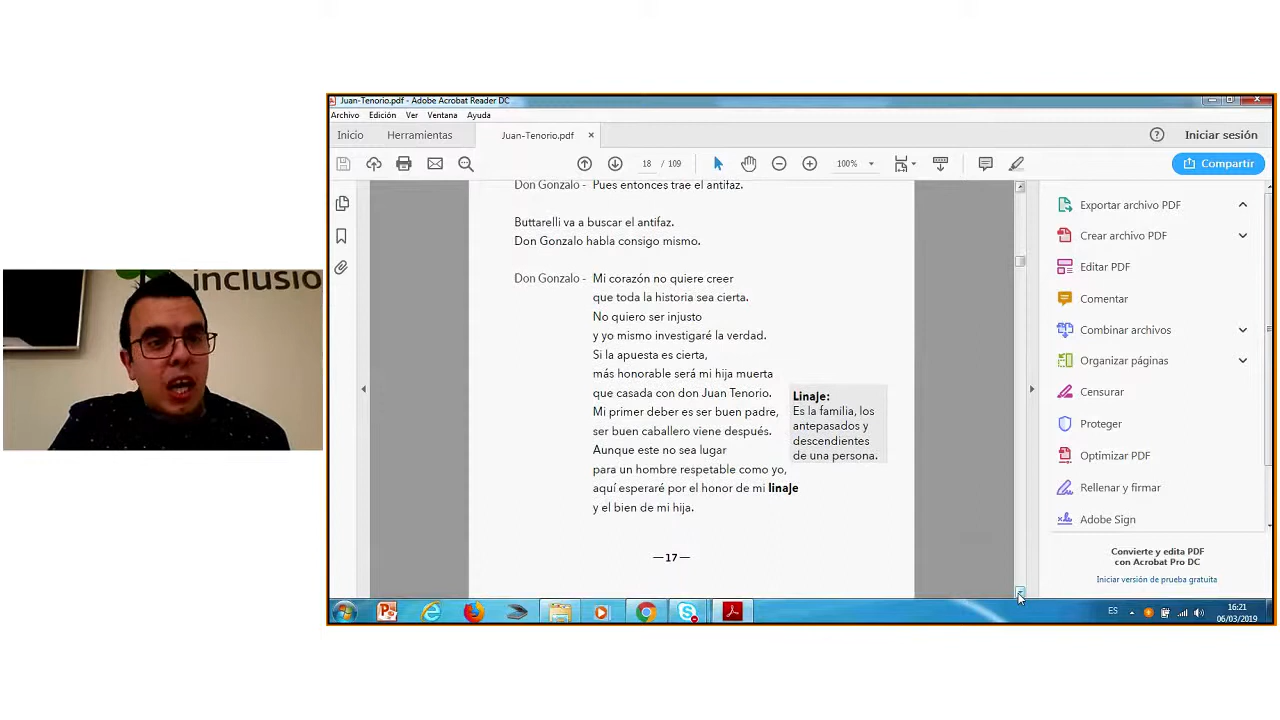 inclusio
Juan-Tenorio.pdf - Adobe Acrobat Reader DC
Archivo Edición Ver Ventana Ayuda
Inicio Herramientas Juan-Tenorio.pdf × Iniciar sesión
18 / 109 100% Compartir
Don Gonzalo - Pues entonces trae el antifaz.
Buttarelli va a buscar el antifaz.
Don Gonzalo habla consigo mismo.
Don Gonzalo - Mi corazón no quiere creer
que toda la historia sea cierta.
No quiero ser injusto
y yo mismo investigaré la verdad.
Si la apuesta es cierta,
más honorable será mi hija muerta
que casada con don Juan Tenorio.
Mi primer deber es ser buen padre,
ser buen caballero viene después.
Aunque este no sea lugar
para un hombre respetable como yo,
aquí esperaré por el honor de mi linaje
y el bien de mi hija.
Linaje:
Es la familia, los
antepasados y
descendientes
de una persona.
—17—
Exportar archivo PDF
Crear archivo PDF
Editar PDF
Comentar
Combinar archivos
Organizar páginas
Censurar
Proteger
Optimizar PDF
Rellenar y firmar
Adobe Sign
Convierte y edita PDF
con Acrobat Pro DC
Iniciar versión de prueba gratuita
ES 16:21
06/03/2019